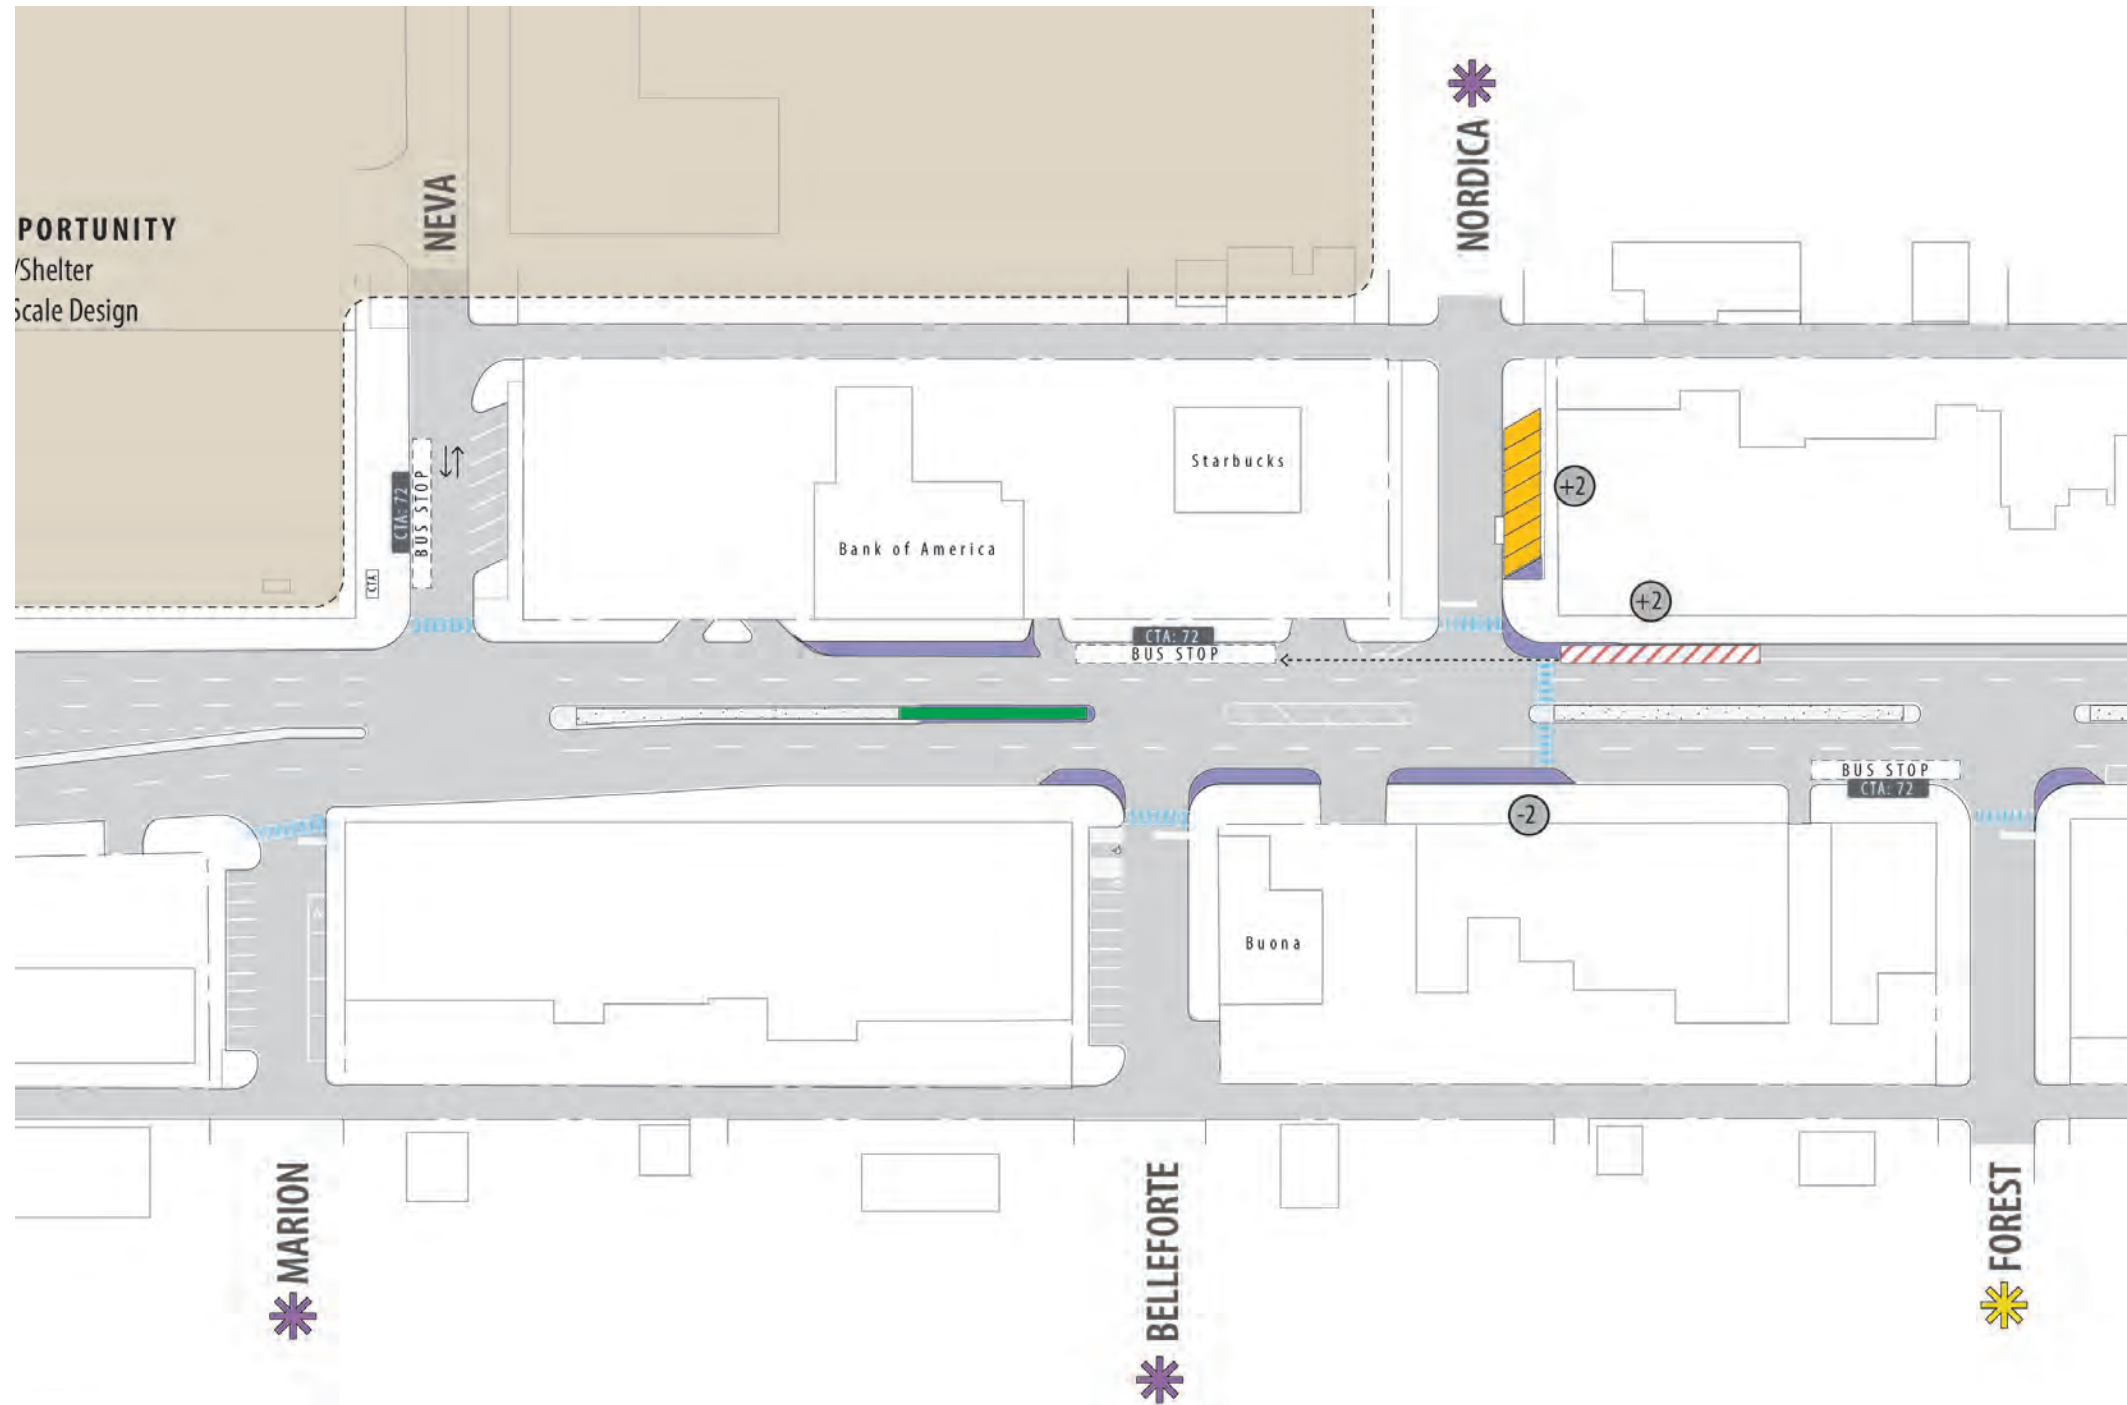 NORDICA
NEVA
PORTUNITY
/Shelter
Scale Design
Starbucks
+2
CTA: 72
BUS STOP
Bank of America
CTA
+2
CTA: 72
BUS STOP
BUS STOP
CTA: 72
-2
Buona
MARION
BELLEFORTE
FOREST